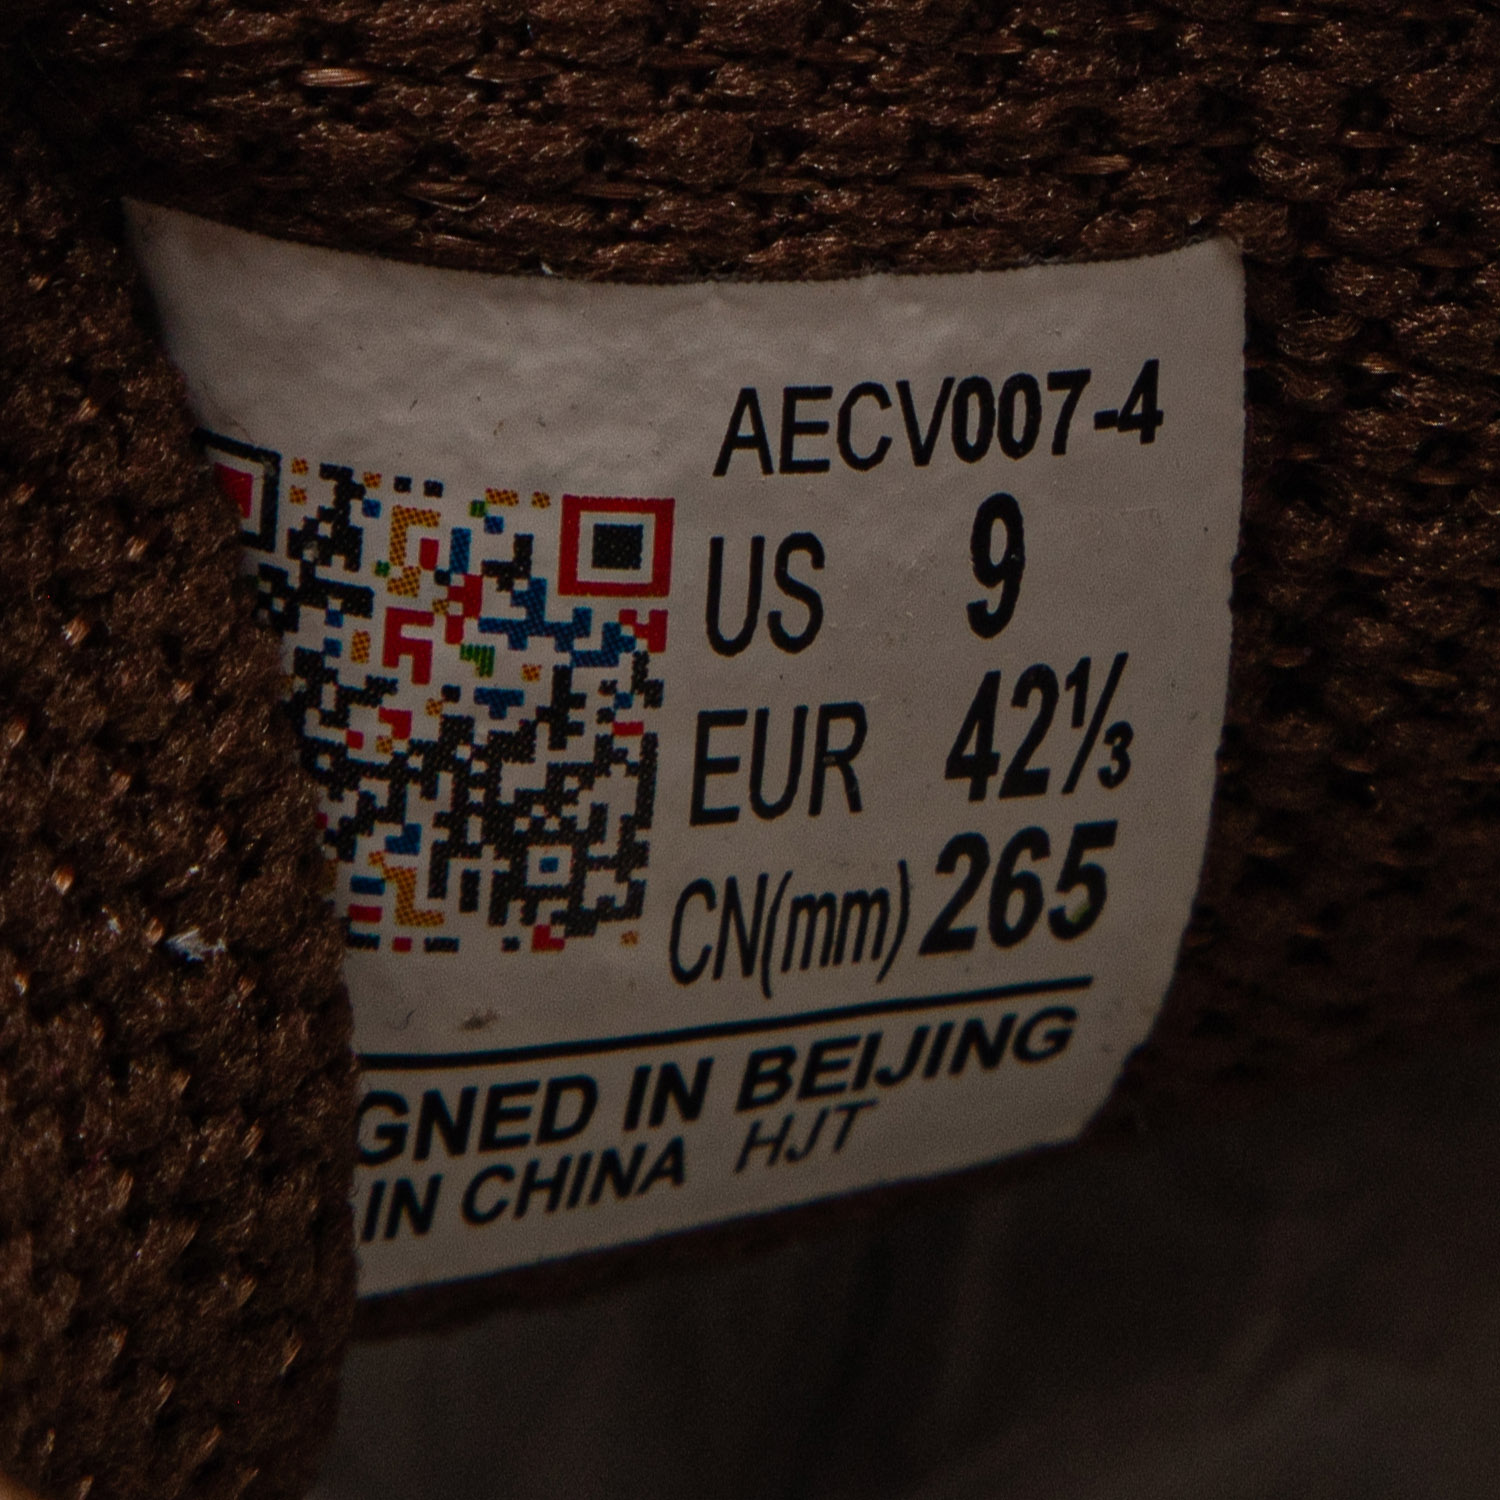 AECV007-4
US 9
EUR 42⅓
CN(mm) 265
GNED IN BEIJING
IN CHINA HJT